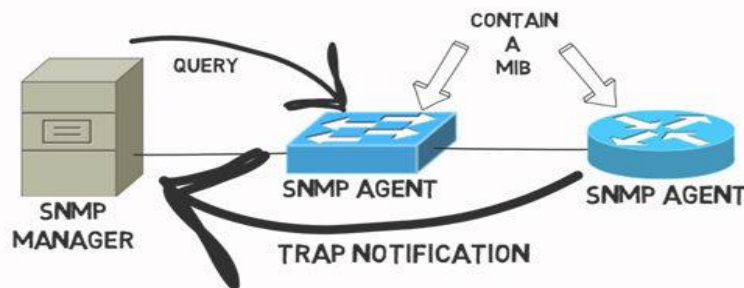 CONTAIN
A
MIB
QUERY
SNMP AGENT
SNMP AGENT
SNMP
MANAGER
TRAP NOTIFICATION